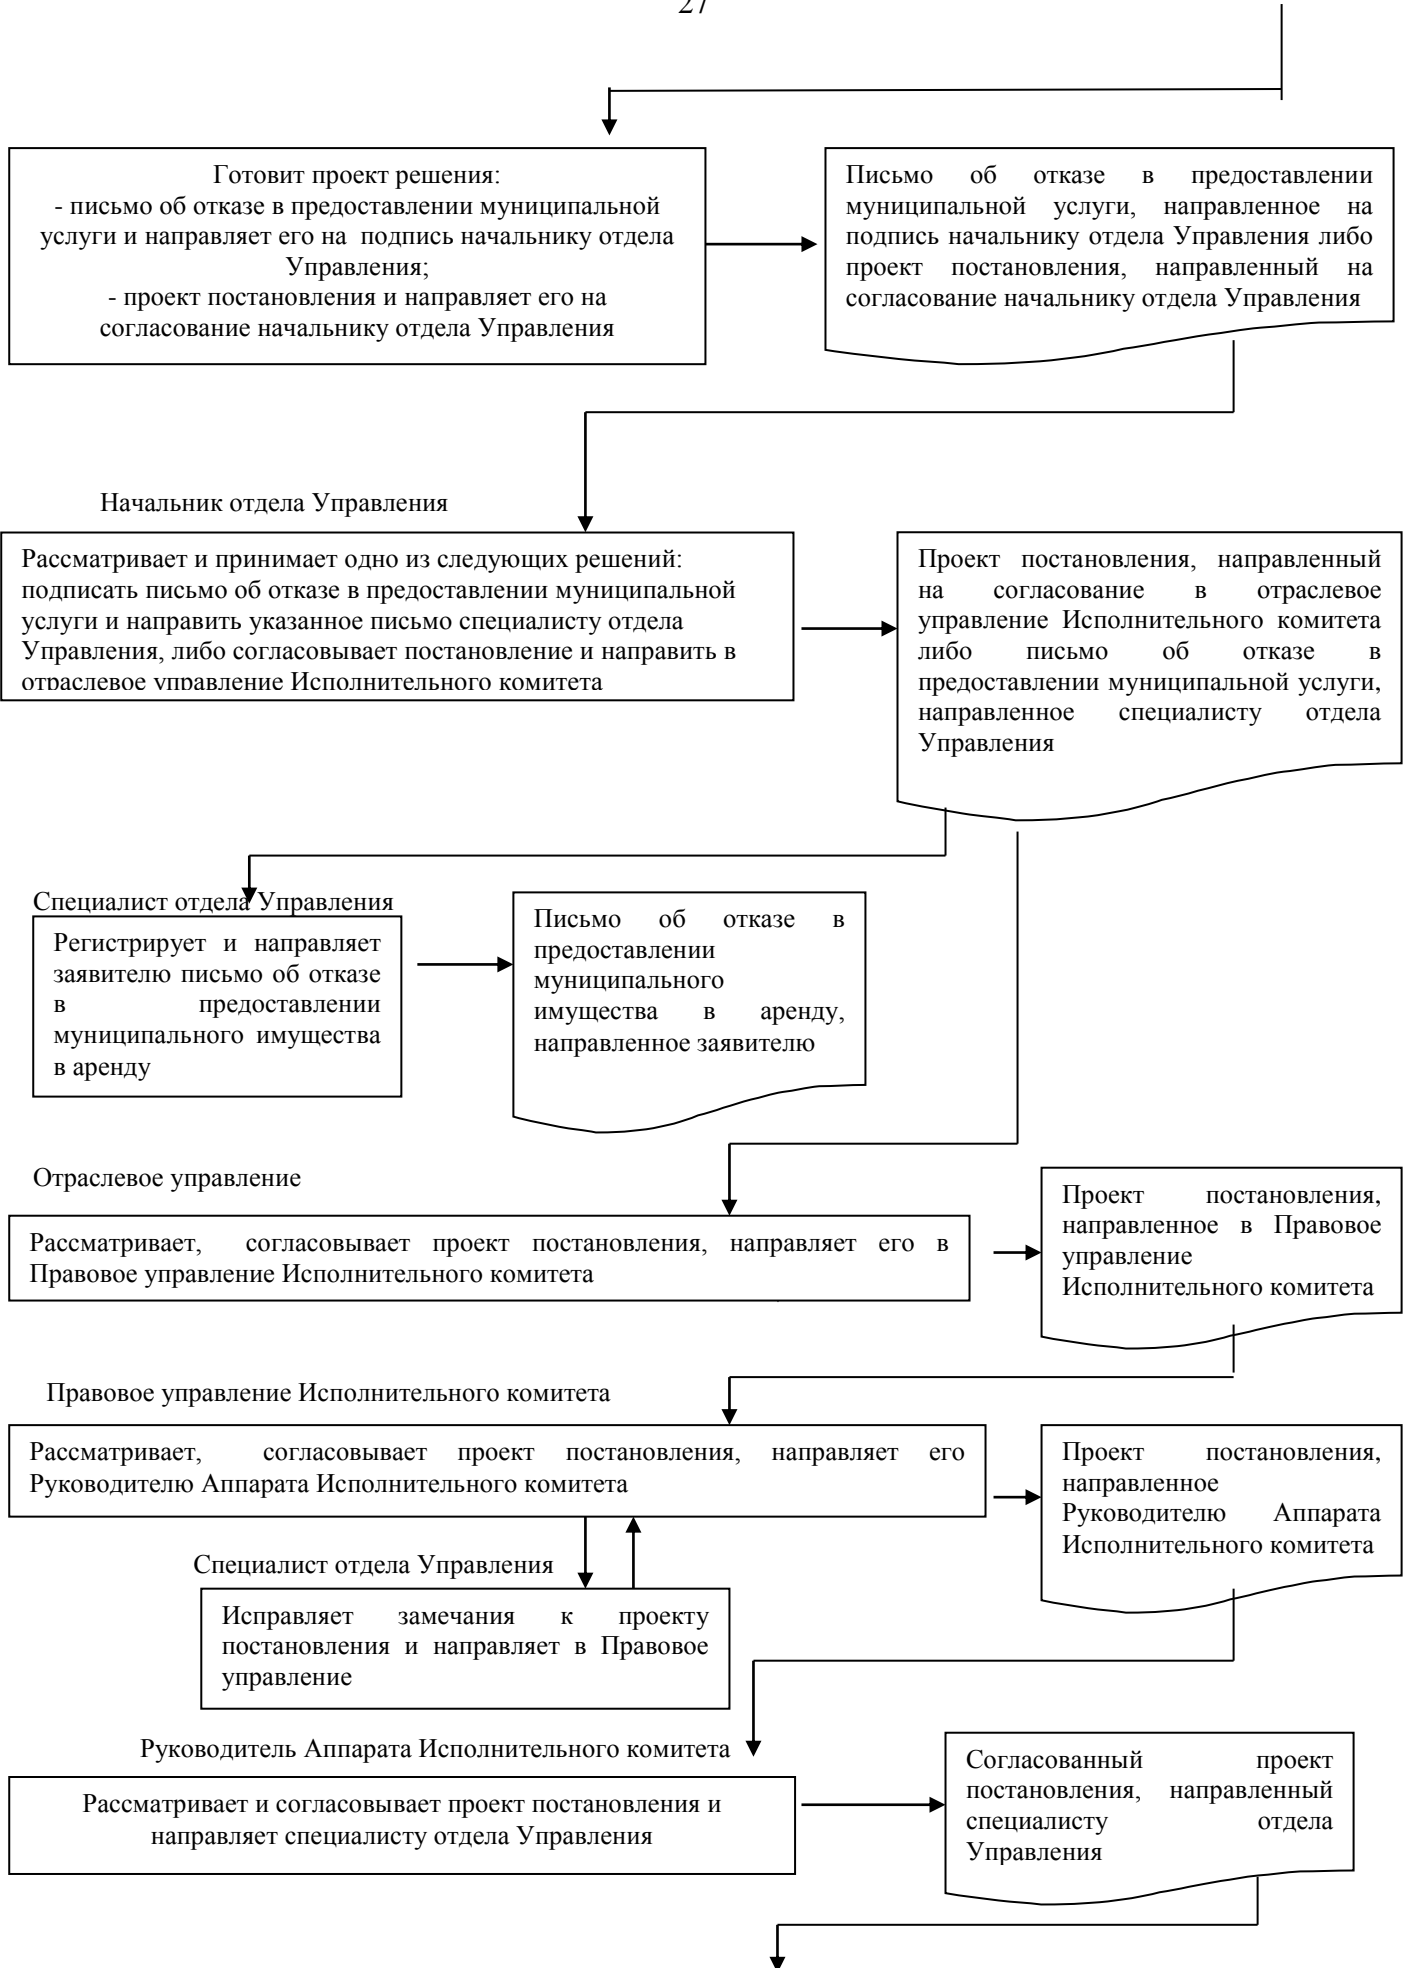 27
Готовит проект решения:
- письмо об отказе в предоставлении муниципальной
услуги и направляет его на подпись начальнику отдела
Управления;
- проект постановления и направляет его на
согласование начальнику отдела Управления
Письмо об отказе в предоставлении
муниципальной услуги, направленное на
подпись начальнику отдела Управления либо
проект постановления, направленный на
согласование начальнику отдела Управления
Начальник отдела Управления
Рассматривает и принимает одно из следующих решений:
подписать письмо об отказе в предоставлении муниципальной
услуги и направить указанное письмо специалисту отдела
Управления, либо согласовывает постановление и направить в
отраслевое управление Исполнительного комитета
Проект постановления, направленный
на согласование в отраслевое
управление Исполнительного комитета
либо письмо об отказе в
предоставлении муниципальной услуги,
направленное специалисту отдела
Управления
Специалист отдела Управления
Регистрирует и направляет
заявителю письмо об отказе
в предоставлении
муниципального имущества
в аренду
Письмо об отказе в
предоставлении
муниципального
имущества в аренду,
направленное заявителю
Отраслевое управление
Рассматривает, согласовывает проект постановления, направляет его в
Правовое управление Исполнительного комитета
Проект постановления,
направленное в Правовое
управление
Исполнительного комитета
Правовое управление Исполнительного комитета
Рассматривает, согласовывает проект постановления, направляет его
Руководителю Аппарата Исполнительного комитета
Проект постановления,
направленное
Руководителю Аппарата
Исполнительного комитета
Специалист отдела Управления
Исправляет замечания к проекту
постановления и направляет в Правовое
управление
Руководитель Аппарата Исполнительного комитета
Рассматривает и согласовывает проект постановления и
направляет специалисту отдела Управления
Согласованный проект
постановления, направленный
специалисту отдела
Управления